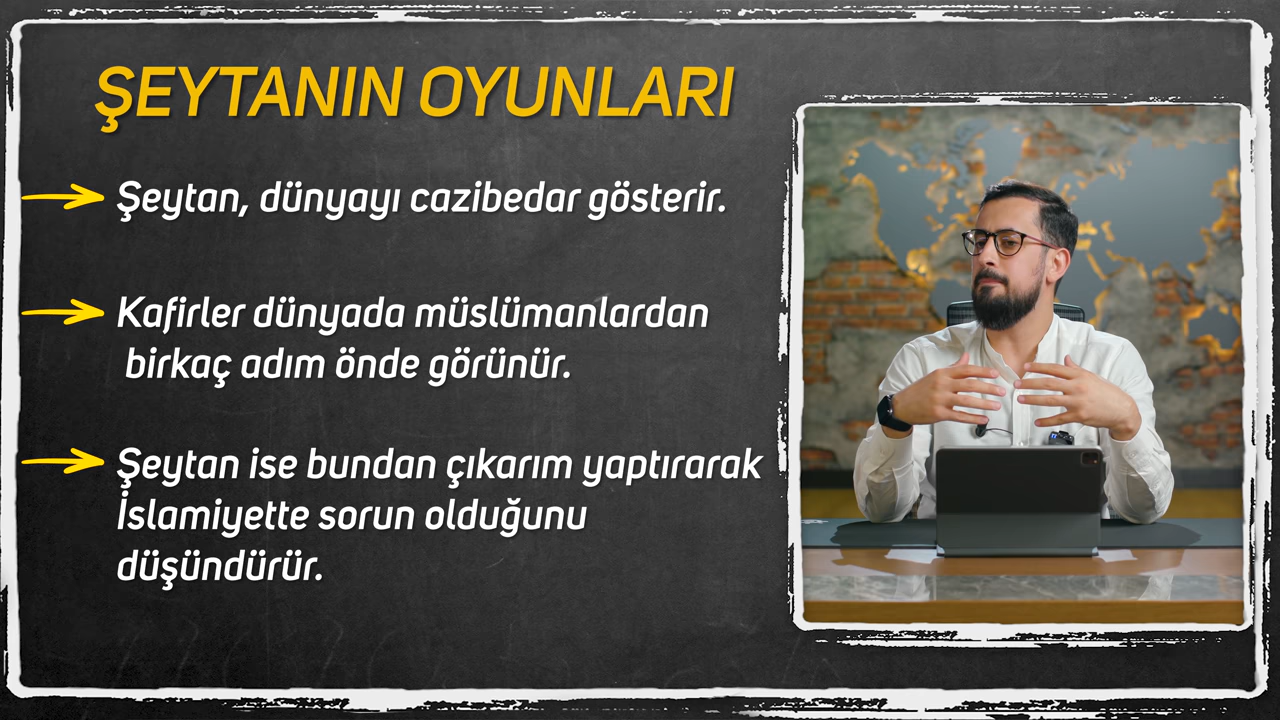 ŞEYTANIN OYUNLARI
Şeytan, dünyayı cazibedar gösterir.
Kafirler dünyada müslümanlardan
birkaç adım önde görünür.
Şeytan ise bundan çıkarım yaptırarak
İslamiyette sorun olduğunu
düşündürür.